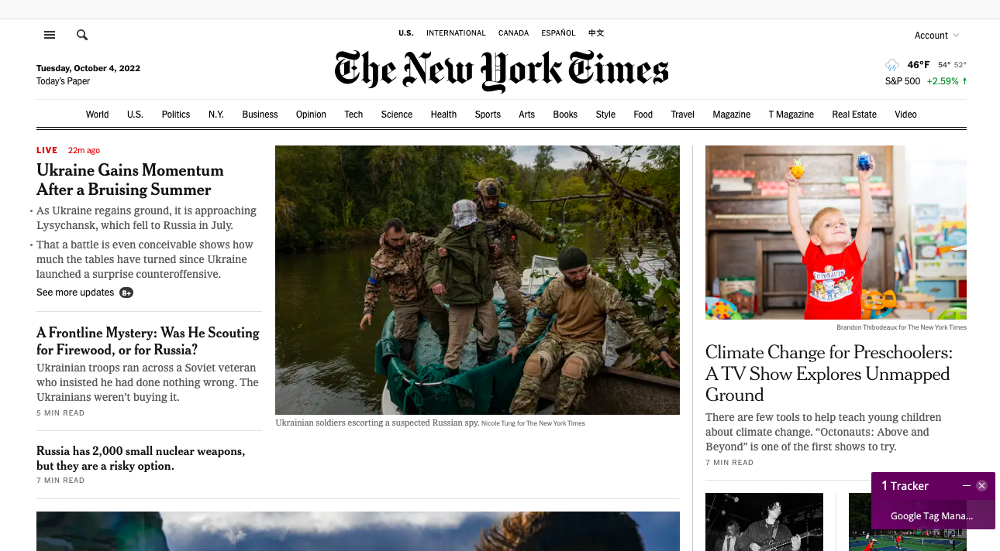 U.S. INTERNATIONAL CANADA ESPAÑOL 中文
Account
Tuesday, October 4, 2022
Today's Paper
The New York Times
46°F 54° 52°
S&P 500 +2.59% ↑
World U.S. Politics N.Y. Business Opinion Tech Science Health Sports Arts Books Style Food Travel Magazine T Magazine Real Estate Video
LIVE 22m ago
Ukraine Gains Momentum
After a Bruising Summer
• As Ukraine regains ground, it is approaching
Lysychansk, which fell to Russia in July.
• That a battle is even conceivable shows how
much the tables have turned since Ukraine
launched a surprise counteroffensive.
See more updates 8+
A Frontline Mystery: Was He Scouting
for Firewood, or for Russia?
Ukrainian troops ran across a Soviet veteran
who insisted he had done nothing wrong. The
Ukrainians weren't buying it.
5 MIN READ
Russia has 2,000 small nuclear weapons,
but they are a risky option.
7 MIN READ
Ukrainian soldiers escorting a suspected Russian spy. Nicole Tung for The New York Times
OCTONAUTS
Brandon Thibodeaux for The New York Times
Climate Change for Preschoolers:
A TV Show Explores Unmapped
Ground
There are few tools to help teach young children
about climate change. “Octonauts: Above and
Beyond” is one of the first shows to try.
7 MIN READ
1 Tracker
Google Tag Mana...